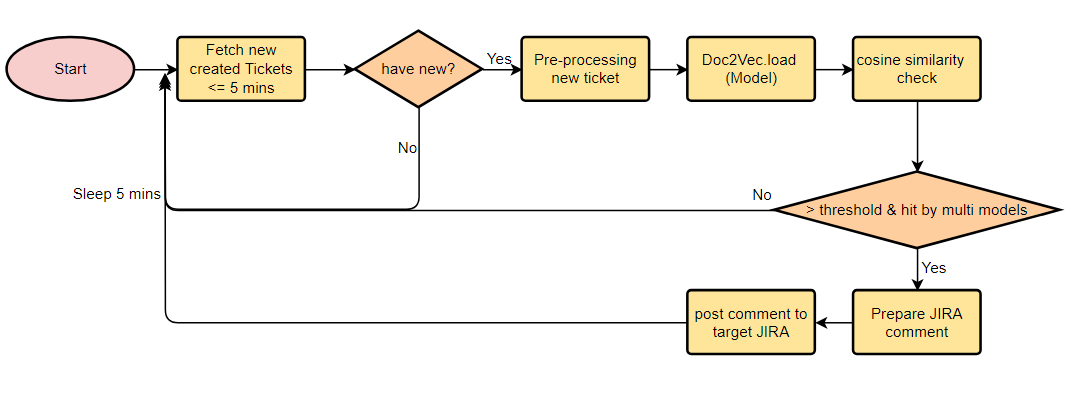 Start
Fetch new
created Tickets
<= 5 mins
have new?
Yes
Pre-processing
new ticket
Doc2Vec.load
(Model)
cosine similarity
check
No
Sleep 5 mins
No
> threshold & hit by multi models
Yes
post comment to
target JIRA
Prepare JIRA
comment